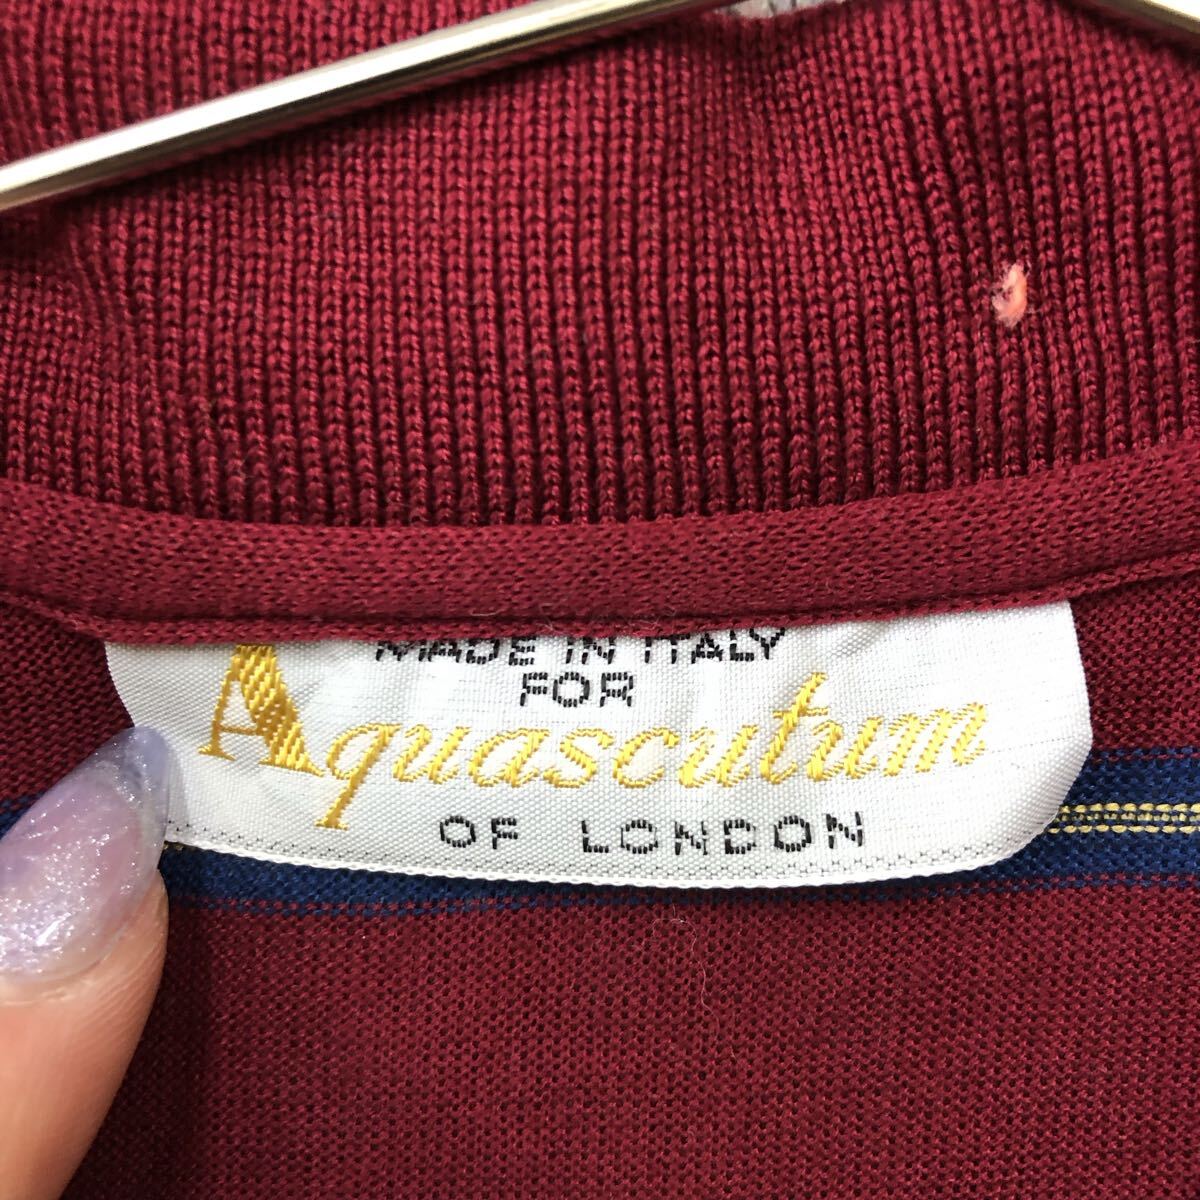 MADE IN ITALY
FOR
Aquascutum
OF LONDON